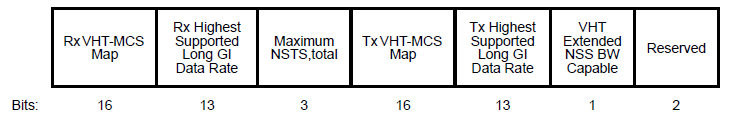 Rx VHT-MCS
Map
Rx Highest
Supported
Long GI
Data Rate
Maximum
NSTS,total
Tx VHT-MCS
Map
Tx Highest
Supported
Long GI
Data Rate
VHT
Extended
NSS BW
Capable
Reserved
Bits: 16 13 3 16 13 1 2